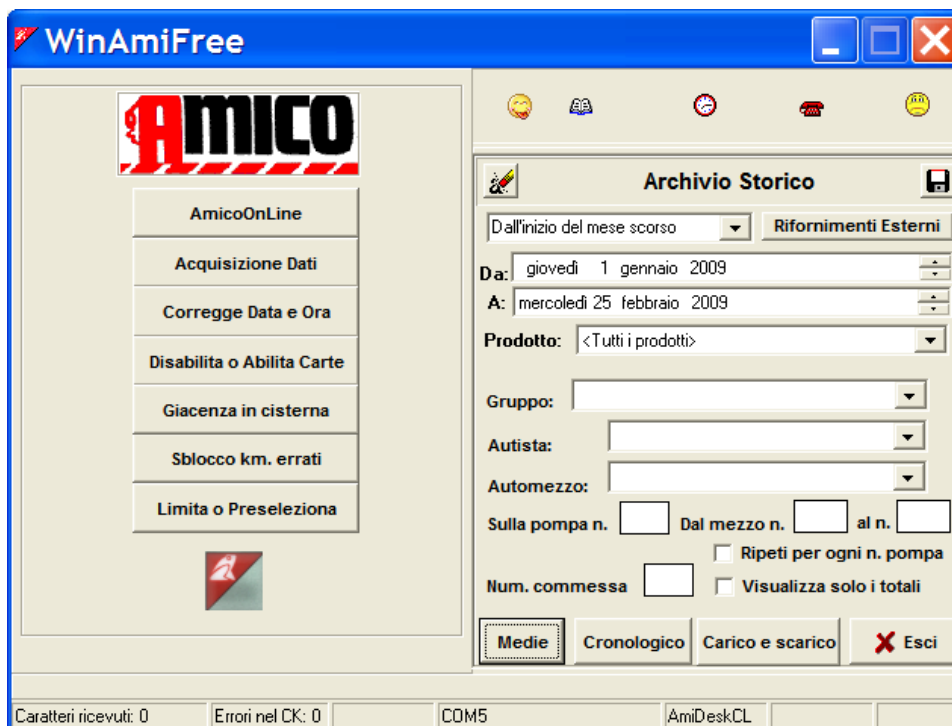 WinAmiFree
AMICO
AmicoOnLine
Acquisizione Dati
Corregge Data e Ora
Disabilita o Abilita Carte
Giacenza in cisterna
Sblocco km. errati
Limita o Preseleziona
Archivio Storico
Dall'inizio del mese scorso Rifornimenti Esterni
Da: giovedì 1 gennaio 2009
A: mercoledì 25 febbraio 2009
Prodotto: <Tutti i prodotti>
Gruppo:
Autista:
Automezzo:
Sulla pompa n. Dal mezzo n. al n.
Ripeti per ogni n. pompa
Num. commessa Visualizza solo i totali
Medie Cronologico Carico e scarico Esci
Caratteri ricevuti: 0 Errori nel CK: 0 COM5 AmiDeskCL